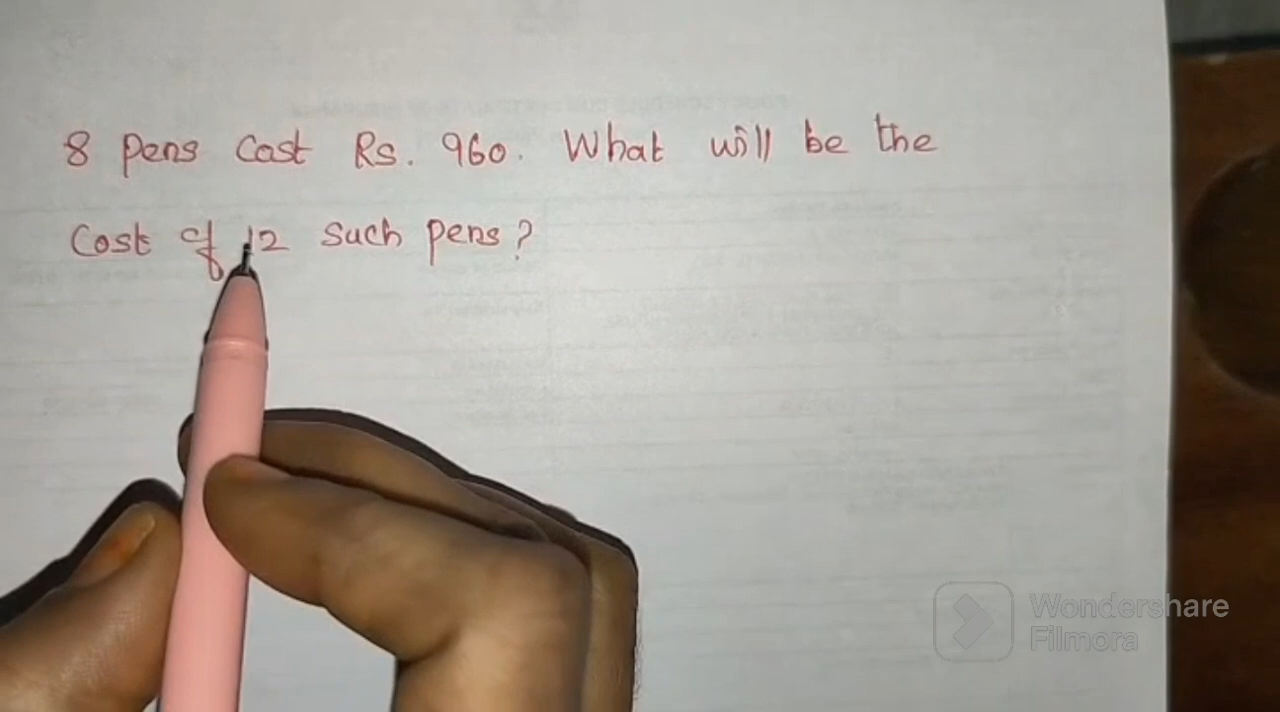 8 pens cost Rs. 960. What will be the
Cost of 12 such pens?
Wondershare
Filmora